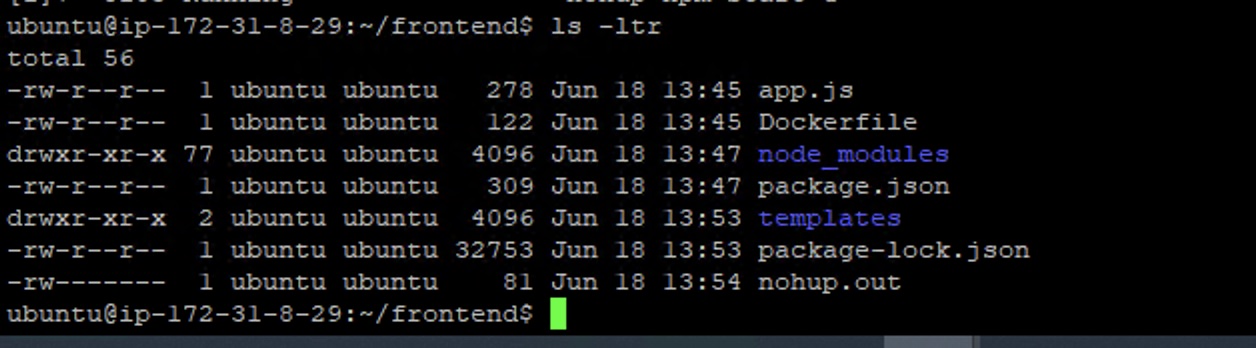 ubuntu@ip-172-31-8-29:~/frontend$ ls -ltr
total 56
-rw-r--r--  1 ubuntu ubuntu   278 Jun 18 13:45 app.js
-rw-r--r--  1 ubuntu ubuntu   122 Jun 18 13:45 Dockerfile
drwxr-xr-x 77 ubuntu ubuntu  4096 Jun 18 13:47 node_modules
-rw-r--r--  1 ubuntu ubuntu   309 Jun 18 13:47 package.json
drwxr-xr-x  2 ubuntu ubuntu  4096 Jun 18 13:53 templates
-rw-r--r--  1 ubuntu ubuntu 32753 Jun 18 13:53 package-lock.json
-rw-------  1 ubuntu ubuntu    81 Jun 18 13:54 nohup.out
ubuntu@ip-172-31-8-29:~/frontend$